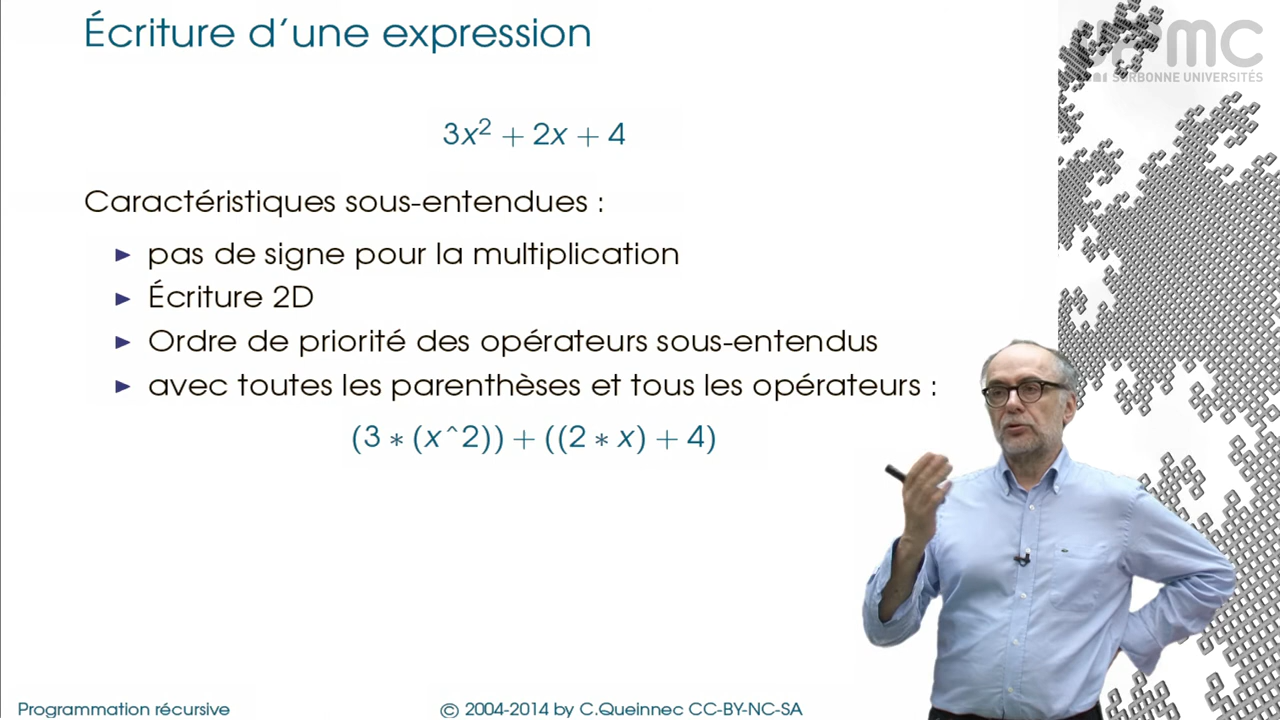 Écriture d'une expression
UPMC
SORBONNE UNIVERSITÉS
3x² + 2x + 4
Caractéristiques sous-entendues :
► pas de signe pour la multiplication
► Écriture 2D
► Ordre de priorité des opérateurs sous-entendus
► avec toutes les parenthèses et tous les opérateurs :
(3 * (x^2)) + ((2 * x) + 4)
Programmation récursive
© 2004-2014 by C.Queinnec CC-BY-NC-SA